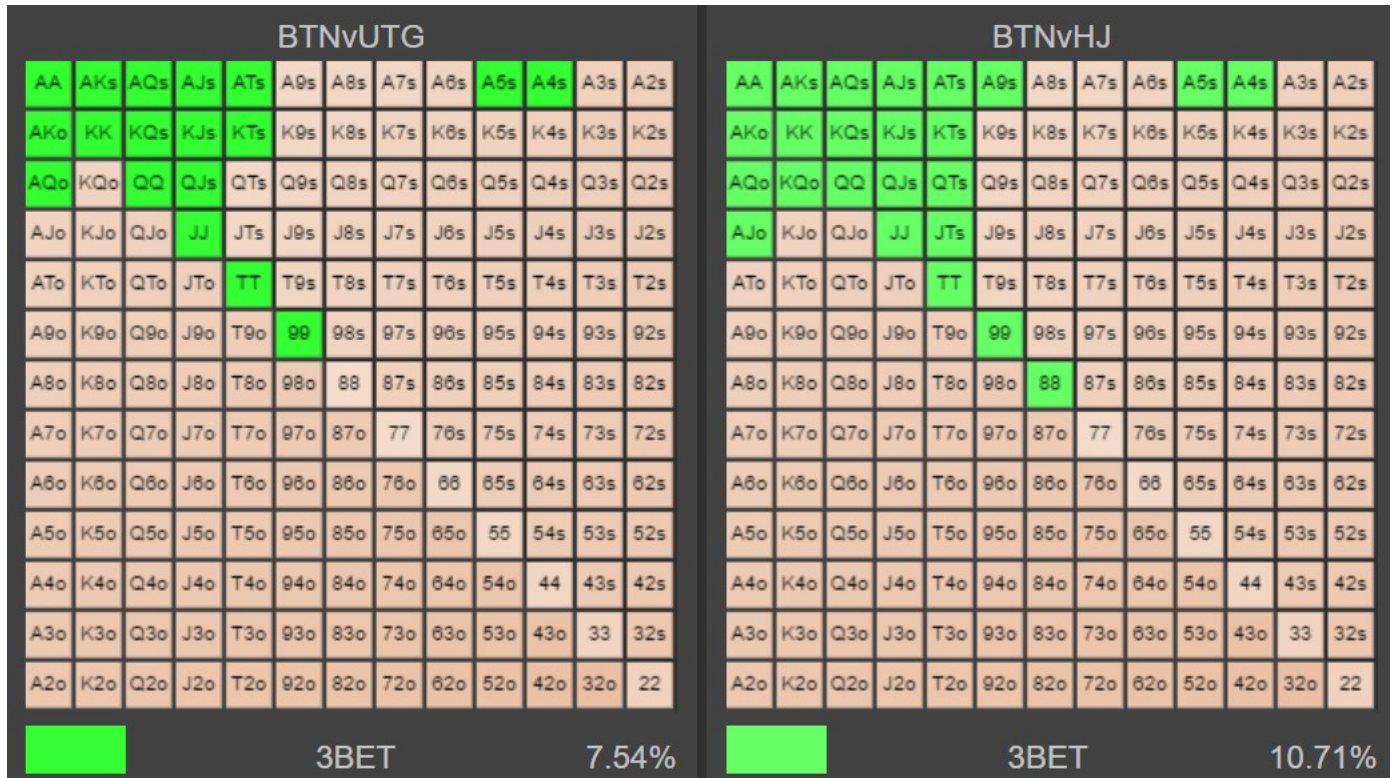 BTNvUTG
AA AKs AQs AJs ATs A9s A8s A7s A6s A5s A4s A3s A2s
AKo KK KQs KJs KTs K9s K8s K7s K6s K5s K4s K3s K2s
AQo KQo QQ QJs QTs Q9s Q8s Q7s Q6s Q5s Q4s Q3s Q2s
AJo KJo QJo JJ JTs J9s J8s J7s J6s J5s J4s J3s J2s
ATo KTo QTo JTo TT T9s T8s T7s T6s T5s T4s T3s T2s
A9o K9o Q9o J9o T9o 99 98s 97s 96s 95s 94s 93s 92s
A8o K8o Q8o J8o T8o 98o 88 87s 86s 85s 84s 83s 82s
A7o K7o Q7o J7o T7o 97o 87o 77 76s 75s 74s 73s 72s
A6o K6o Q6o J6o T6o 96o 86o 76o 66 65s 64s 63s 62s
A5o K5o Q5o J5o T5o 95o 85o 75o 65o 55 54s 53s 52s
A4o K4o Q4o J4o T4o 94o 84o 74o 64o 54o 44 43s 42s
A3o K3o Q3o J3o T3o 93o 83o 73o 63o 53o 43o 33 32s
A2o K2o Q2o J2o T2o 92o 82o 72o 62o 52o 42o 32o 22
3BET 7.54%
BTNvHJ
AA AKs AQs AJs ATs A9s A8s A7s A6s A5s A4s A3s A2s
AKo KK KQs KJs KTs K9s K8s K7s K6s K5s K4s K3s K2s
AQo KQo QQ QJs QTs Q9s Q8s Q7s Q6s Q5s Q4s Q3s Q2s
AJo KJo QJo JJ JTs J9s J8s J7s J6s J5s J4s J3s J2s
ATo KTo QTo JTo TT T9s T8s T7s T6s T5s T4s T3s T2s
A9o K9o Q9o J9o T9o 99 98s 97s 96s 95s 94s 93s 92s
A8o K8o Q8o J8o T8o 98o 88 87s 86s 85s 84s 83s 82s
A7o K7o Q7o J7o T7o 97o 87o 77 76s 75s 74s 73s 72s
A6o K6o Q6o J6o T6o 96o 86o 76o 66 65s 64s 63s 62s
A5o K5o Q5o J5o T5o 95o 85o 75o 65o 55 54s 53s 52s
A4o K4o Q4o J4o T4o 94o 84o 74o 64o 54o 44 43s 42s
A3o K3o Q3o J3o T3o 93o 83o 73o 63o 53o 43o 33 32s
A2o K2o Q2o J2o T2o 92o 82o 72o 62o 52o 42o 32o 22
3BET 10.71%